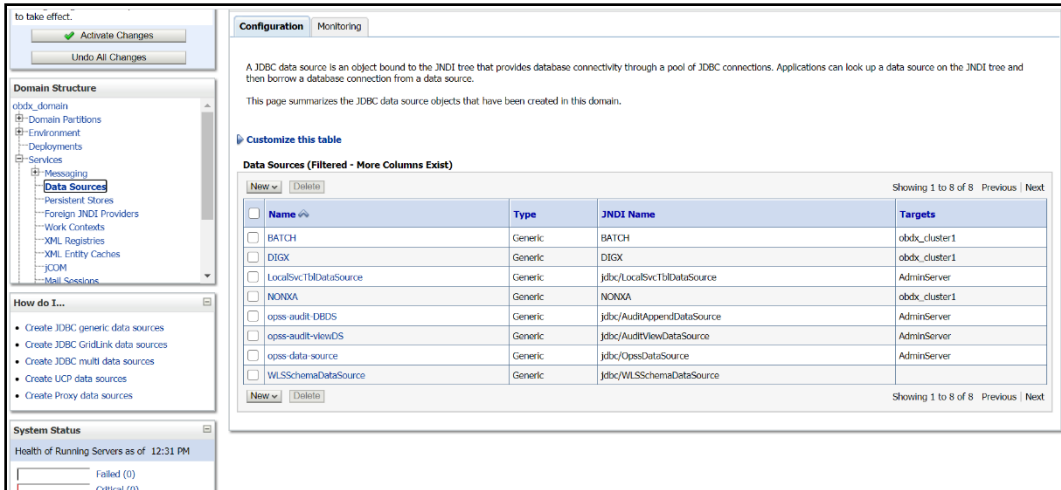 to take effect.
Activate Changes
Undo All Changes
Domain Structure
obdx_domain
Domain Partitions
Environment
Deployments
Services
Messaging
Data Sources
Persistent Stores
Foreign JNDI Providers
Work Contexts
XML Registries
XML Entity Caches
jCOM
Mail Sessions
How do I...
Create JDBC generic data sources
Create JDBC GridLink data sources
Create JDBC multi data sources
Create UCP data sources
Create Proxy data sources
System Status
Health of Running Servers as of 12:31 PM
Failed (0)
Critical (0)
Configuration Monitoring
A JDBC data source is an object bound to the JNDI tree that provides database connectivity through a pool of JDBC connections. Applications can look up a data source on the JNDI tree and
then borrow a database connection from a data source.
This page summarizes the JDBC data source objects that have been created in this domain.
Customize this table
Data Sources (Filtered - More Columns Exist)
New Delete Showing 1 to 8 of 8 Previous | Next
Name Type JNDI Name Targets
BATCH Generic BATCH obdx_cluster1
DIGX Generic DIGX obdx_cluster1
LocalSvcTblDataSource Generic jdbc/LocalSvcTblDataSource AdminServer
NONXA Generic NONXA obdx_cluster1
opss-audit-DBDS Generic jdbc/AuditAppendDataSource AdminServer
opss-audit-viewDS Generic jdbc/AuditViewDataSource AdminServer
opss-data-source Generic jdbc/OpssDataSource AdminServer
WLSSchemaDataSource Generic jdbc/WLSSchemaDataSource
New Delete Showing 1 to 8 of 8 Previous | Next